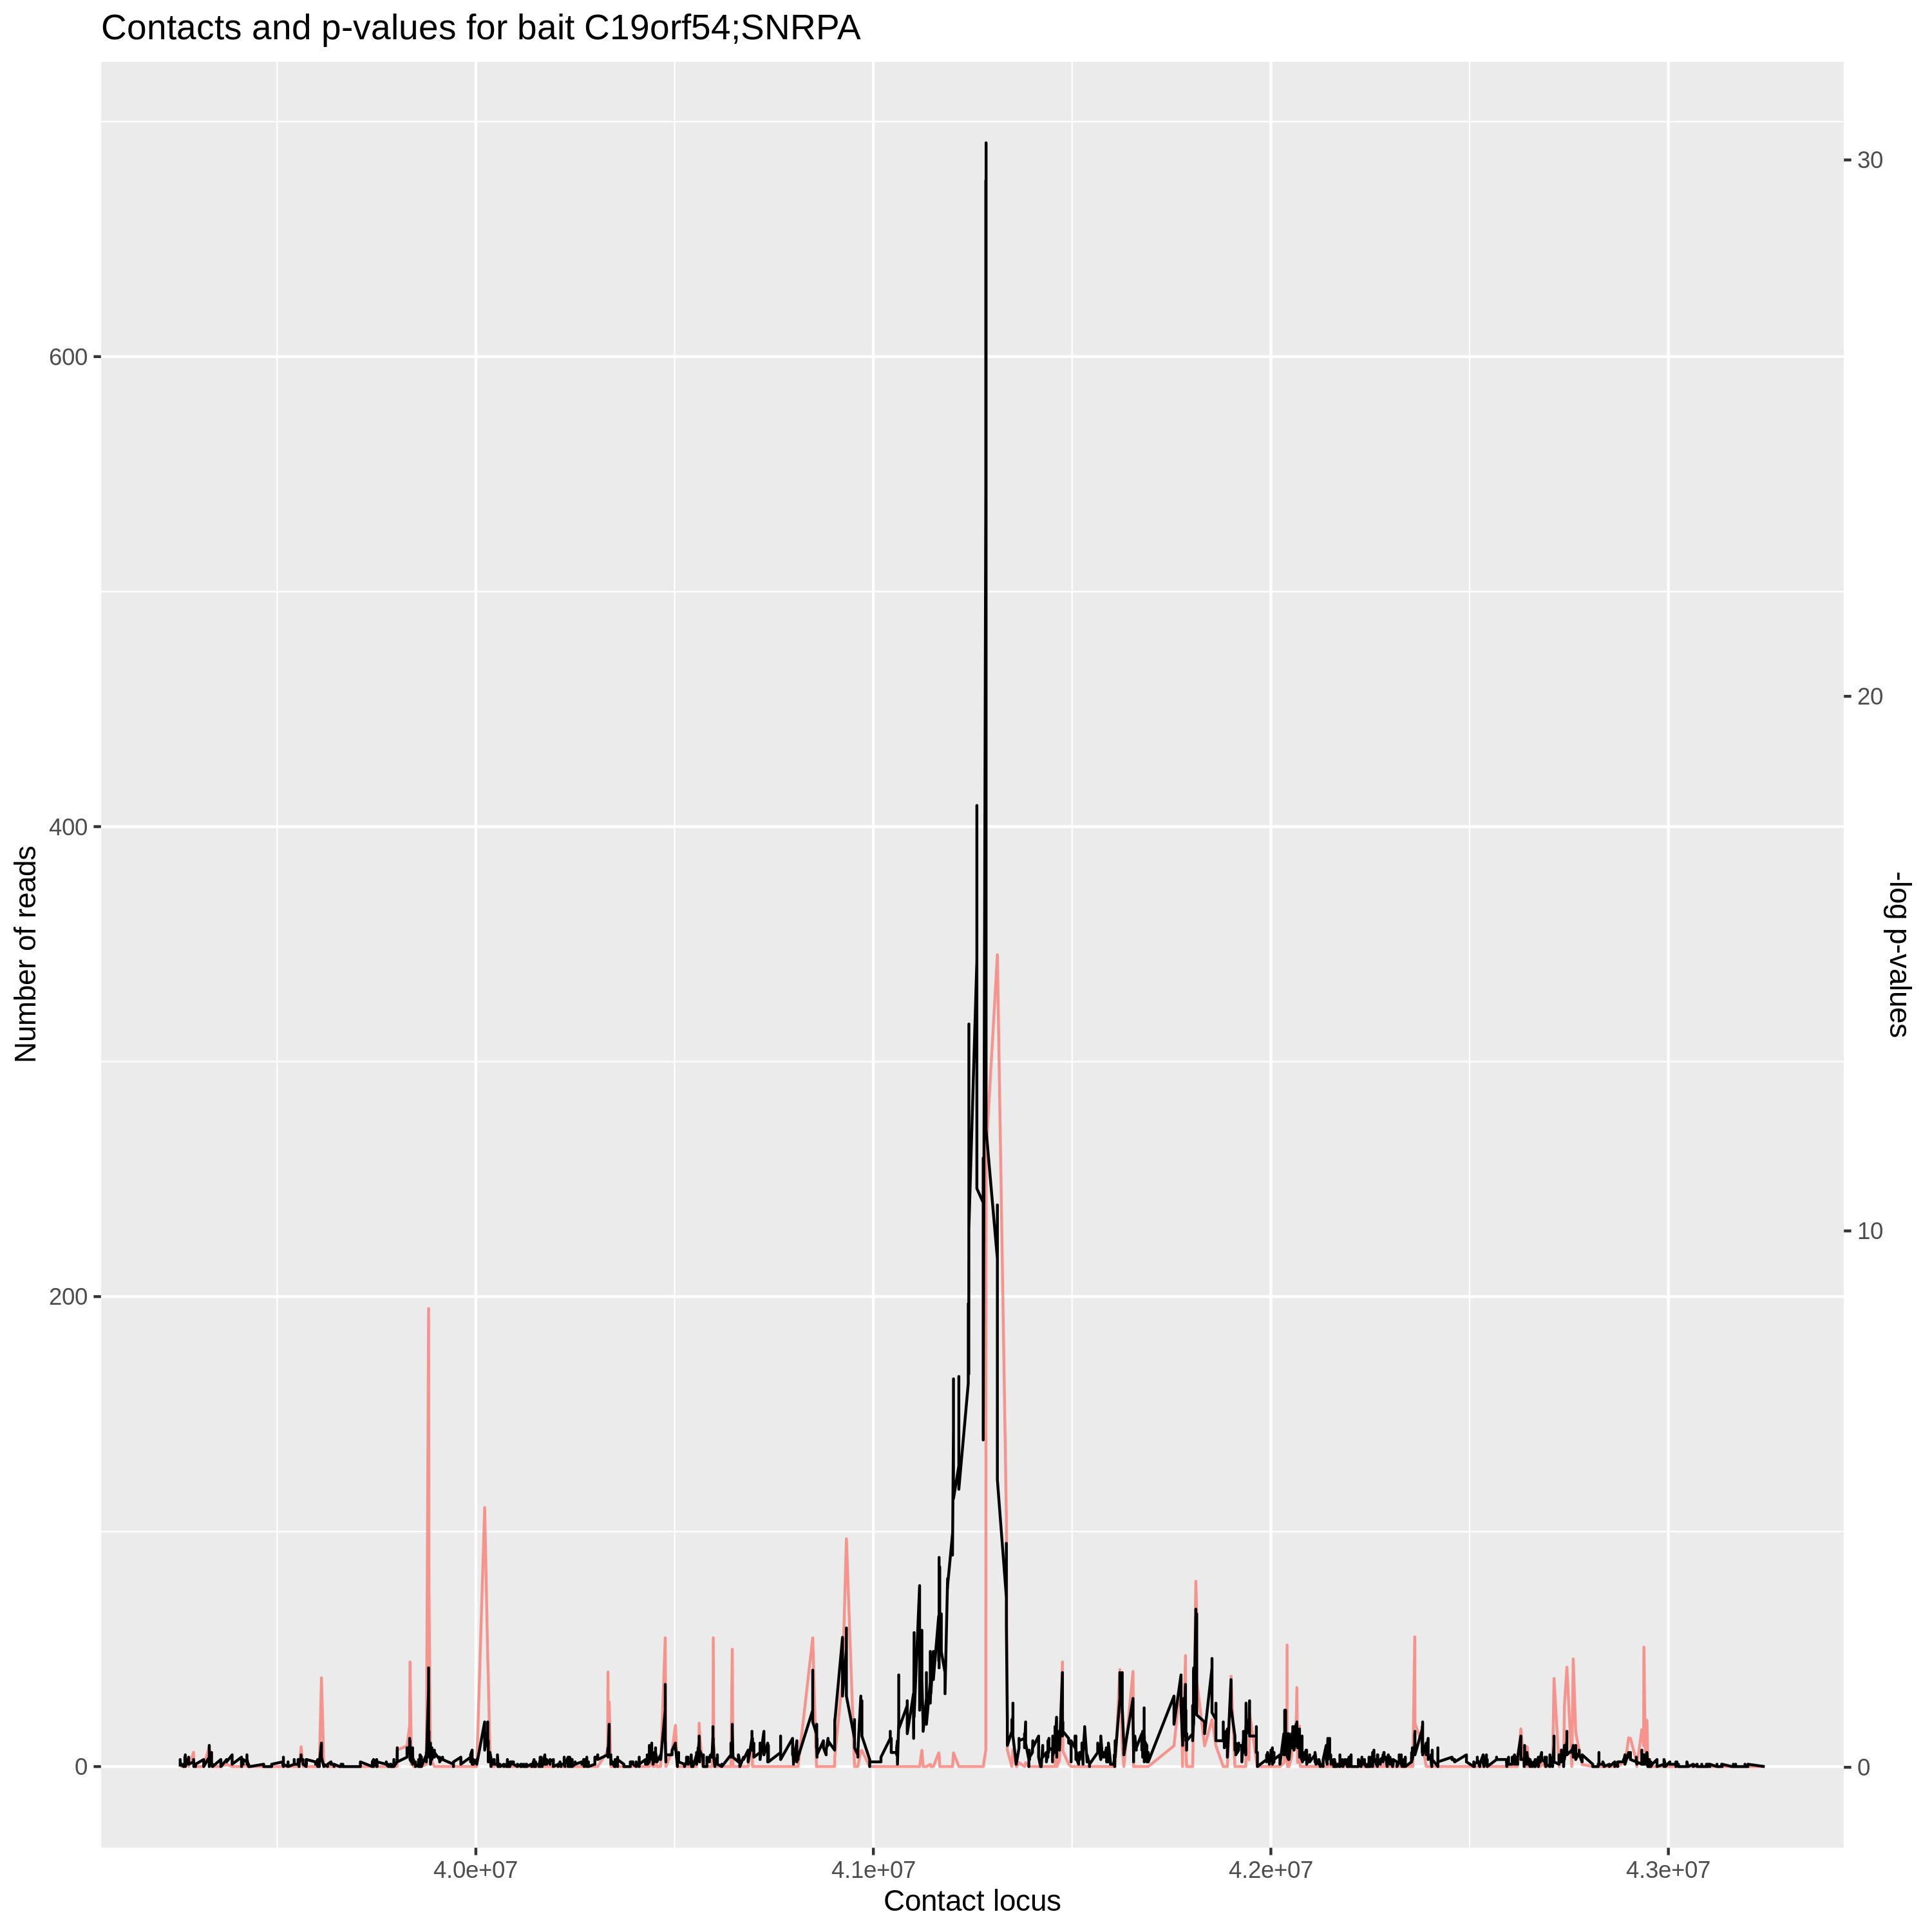 Contacts and p-values for bait C19orf54;SNRPA
600
400
200
0
Number of reads
30
20
10
0
-log p-values
4.0e+07 4.1e+07 4.2e+07 4.3e+07
Contact locus